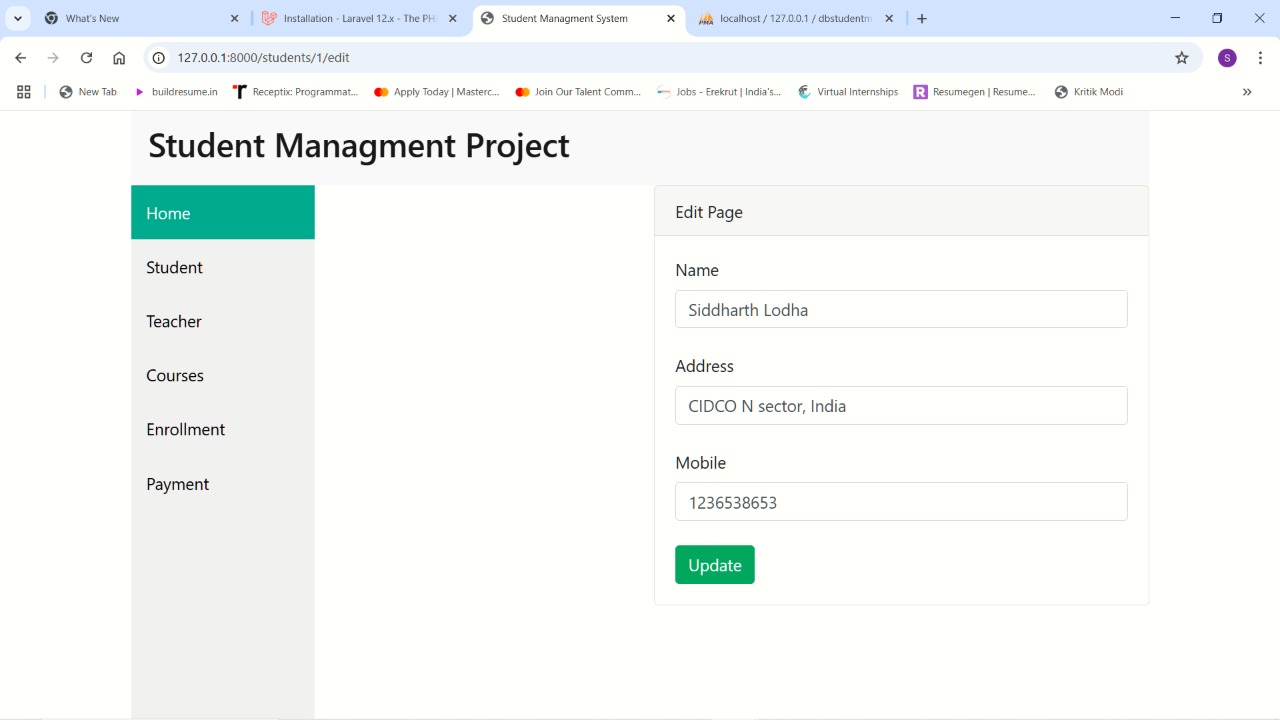 What's New
Installation - Laravel 12.x - The PH
Student Managment System
localhost / 127.0.0.1 / dbstudentm
127.0.0.1:8000/students/1/edit
S
New Tab
buildresume.in
Receptix: Programmat...
Apply Today | Masterc...
Join Our Talent Comm...
Jobs - Erekrut | India's...
Virtual Internships
Resumegen | Resume...
Kritik Modi
Student Managment Project
Home
Student
Teacher
Courses
Enrollment
Payment
Edit Page
Name
Siddharth Lodha
Address
CIDCO N sector, India
Mobile
1236538653
Update